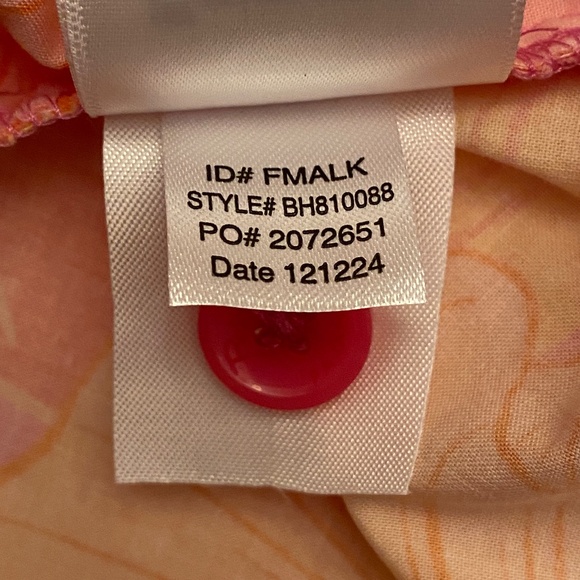 ID# FMALK
STYLE# BH810088
PO# 2072651
Date 121224